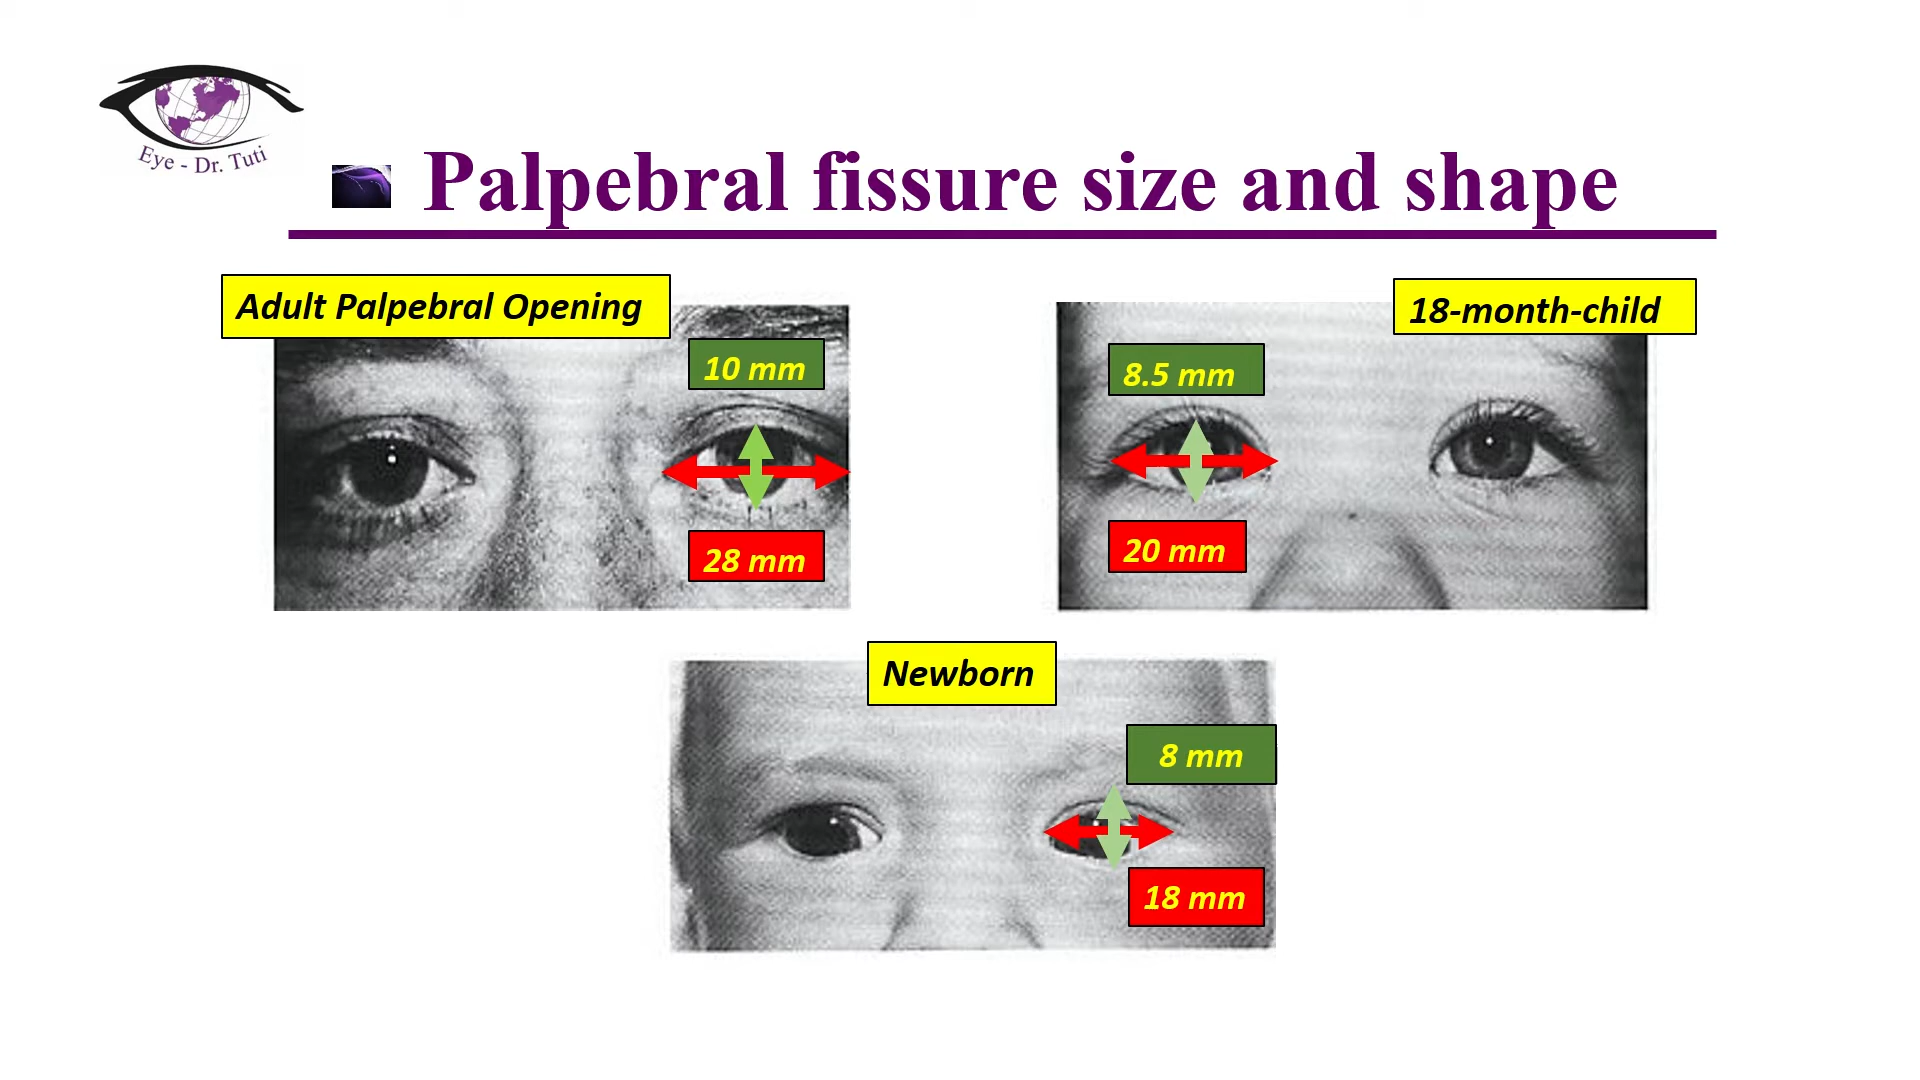 Eye - Dr. Tuti
Palpebral fissure size and shape
Adult Palpebral Opening
10 mm
28 mm
18-month-child
8.5 mm
20 mm
Newborn
8 mm
18 mm